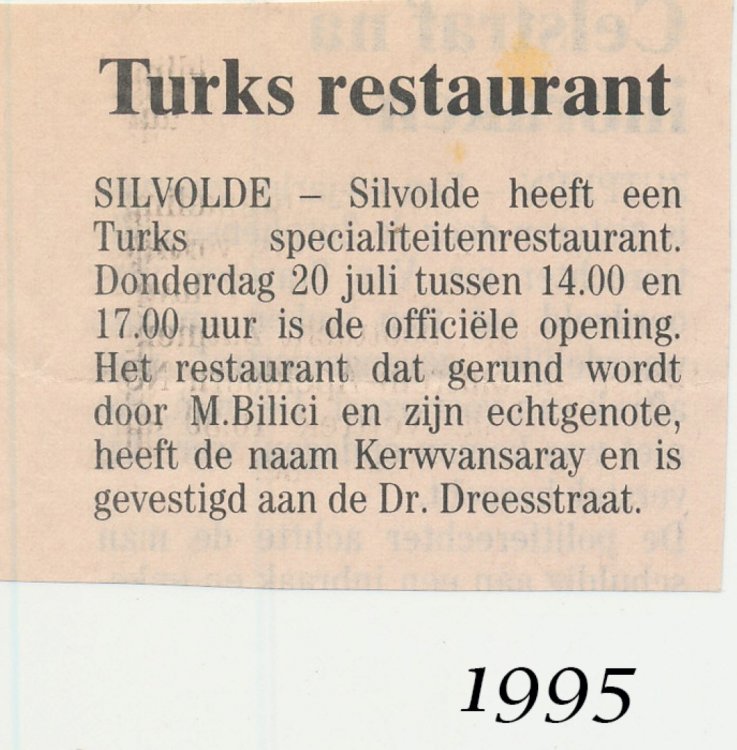 Turks restaurant
SILVOLDE – Silvolde heeft een
Turks specialiteitenrestaurant.
Donderdag 20 juli tussen 14.00 en
17.00 uur is de officiële opening.
Het restaurant dat gerund wordt
door M.Bilici en zijn echtgenote,
heeft de naam Kerwvansaray en is
gevestigd aan de Dr. Dreesstraat.
1995